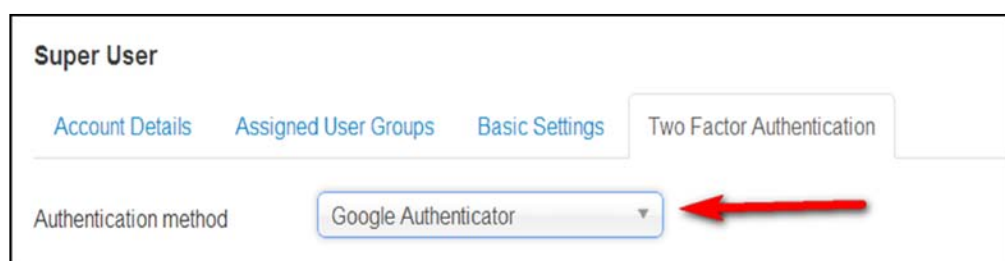 Super User
Account Details Assigned User Groups Basic Settings Two Factor Authentication
Authentication method Google Authenticator